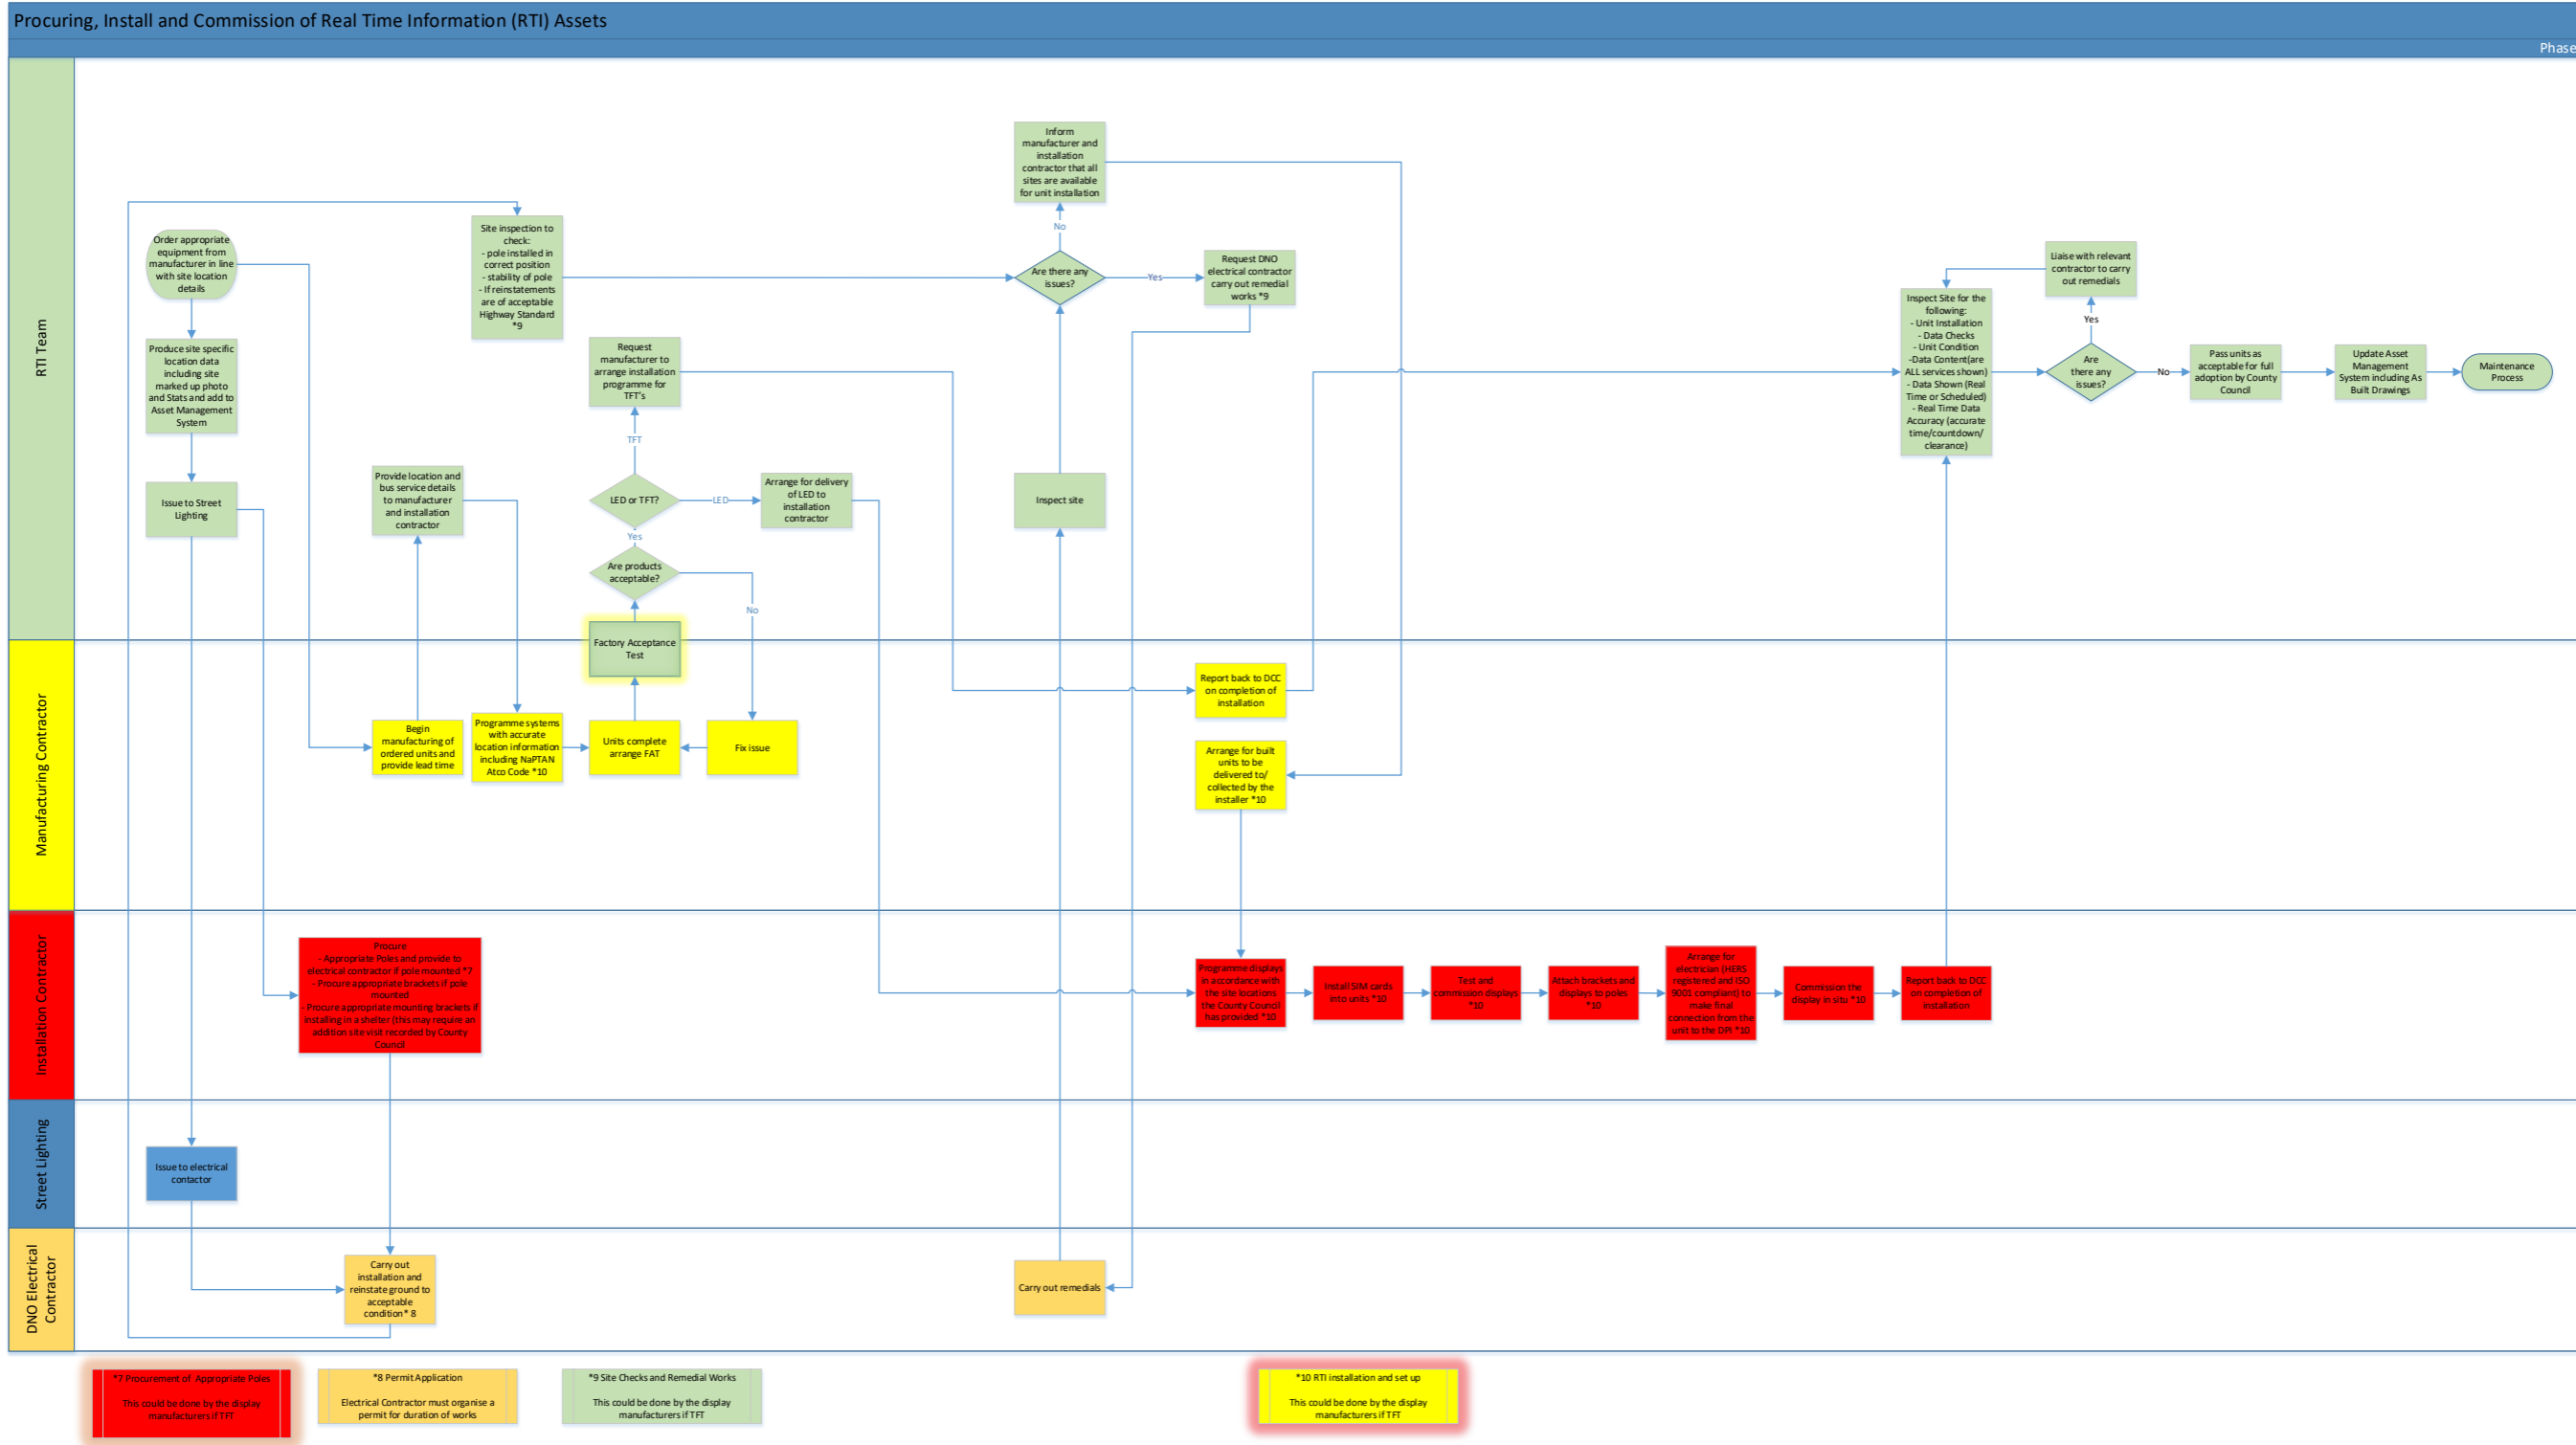 Procuring, Install and Commission of Real Time Information (RTI) Assets
Phase
RTI Team
Inform
manufacturer and
installation
contractor that all
sites are available
for unit installation
No
Order appropriate
equipment from
manufacturer in line
with site location
details
Site inspection to
check:
- pole installed in
correct position
- stability of pole
- If reinstatements
are of acceptable
Highway Standard
*9
Are there any
issues?
Yes
Request DNO
electrical contractor
carry out remedial
works *9
Liaise with relevant
contractor to carry
out remedials
Yes
Produce site specific
location data
including site
marked up photo
and Stats and add to
Asset Management
System
Request
manufacturer to
arrange installation
programme for
TFT's
TFT
Inspect Site for the
following:
- Unit Installation
- Data Checks
- Unit Condition
-Data Content(are
ALL services shown)
- Data Shown (Real
Time or Scheduled)
- Real Time Data
Accuracy (accurate
time/countdown/
clearance)
Are
there any
issues?
No
Pass units as
acceptable for full
adoption by County
Council
Update Asset
Management
System including As
Built Drawings
Maintenance
Process
Issue to Street
Lighting
Provide location and
bus service details
to manufacturer
and installation
contractor
LED or TFT?
LED
Arrange for delivery
of LED to
installation
contractor
Inspect site
Yes
Are products
acceptable?
No
Factory Acceptance
Test
Manufacturing Contractor
Begin
manufacturing of
ordered units and
provide lead time
Programme systems
with accurate
location information
including NaPTAN
Atco Code *10
Units complete
arrange FAT
Fix issue
Report back to DCC
on completion of
installation
Arrange for built
units to be
delivered to/
collected by the
installer *10
Installation Contractor
Procure
- Appropriate Poles and provide to
electrical contractor if pole mounted *7
- Procure appropriate brackets if pole
mounted
- Procure appropriate mounting brackets if
installing in a shelter (this may require an
addition site visit recorded by County
Council
Programme displays
in accordance with
the site locations
the County Council
has provided *10
Install SIM cards
into units *10
Test and
commission displays
*10
Attach brackets and
displays to poles
*10
Arrange for
electrician (HERS
registered and ISO
9001 compliant) to
make final
connection from the
unit to the DPI *10
Commission the
display in situ *10
Report back to DCC
on completion of
installation
Street Lighting
Issue to electrical
contactor
DNO Electrical
Contractor
Carry out
installation and
reinstate ground to
acceptable
condition* 8
Carry out remedials
*7 Procurement of Appropriate Poles
This could be done by the display
manufacturers if TFT
*8 Permit Application
Electrical Contractor must organise a
permit for duration of works
*9 Site Checks and Remedial Works
This could be done by the display
manufacturers if TFT
*10 RTI installation and set up
This could be done by the display
manufacturers if TFT